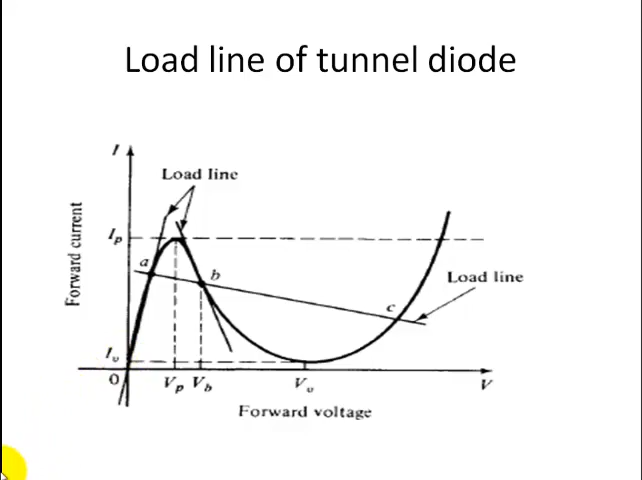 Load line of tunnel diode
I
Load line
Forward current
Ip
a
b
Load line
c
Iv
0
Vp Vb Vv V
Forward voltage